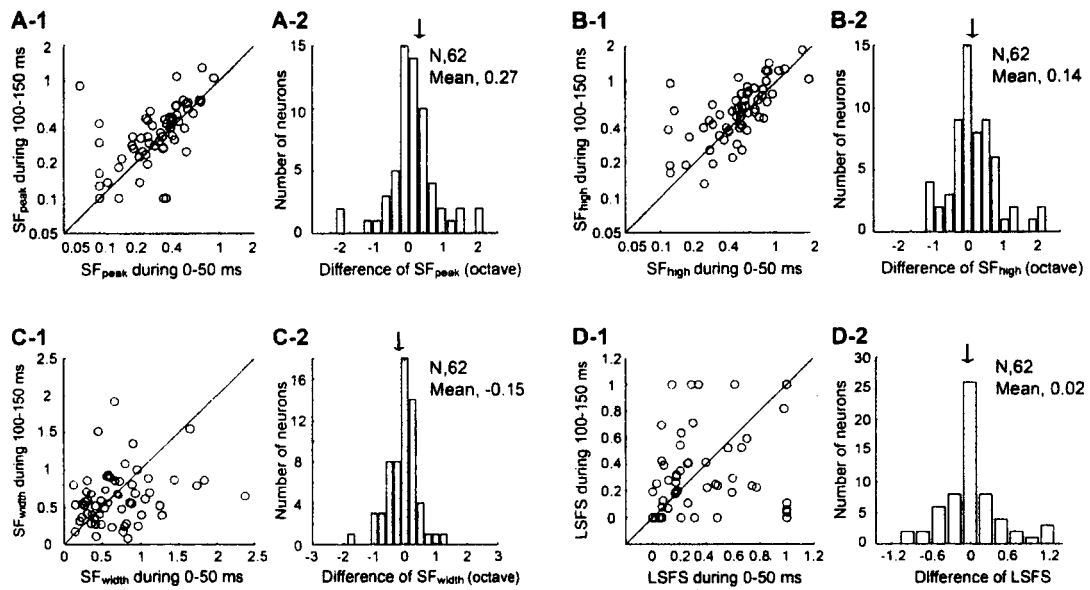 A-1
SFpeak during 100-150 ms
2
1
0.4
0.2
0.1
0.05
0.05 0.1 0.2 0.4 1 2
SFpeak during 0-50 ms
A-2
N,62
Mean, 0.27
Number of neurons
15
10
5
0
-2 -1 0 1 2
Difference of SFpeak (octave)
B-1
SFhigh during 100-150 ms
2
1
0.4
0.2
0.1
0.05
0.05 0.1 0.2 0.4 1 2
SFhigh during 0-50 ms
B-2
N,62
Mean, 0.14
Number of neurons
15
10
5
0
-2 -1 0 1 2
Difference of SFhigh (octave)
C-1
SFwidth during 100-150 ms
2.5
2
1.5
1
0.5
0
0 0.5 1 1.5 2 2.5
SFwidth during 0-50 ms
C-2
N,62
Mean, -0.15
Number of neurons
16
12
8
4
0
-3 -2 -1 0 1 2 3
Difference of SFwidth (octave)
D-1
LSFS during 100-150 ms
1.2
1
0.8
0.6
0.4
0.2
0
0 0.2 0.4 0.6 0.8 1 1.2
LSFS during 0-50 ms
D-2
N,62
Mean, 0.02
Number of neurons
30
25
20
15
10
5
0
-1.2 -0.6 0 0.6 1.2
Difference of LSFS